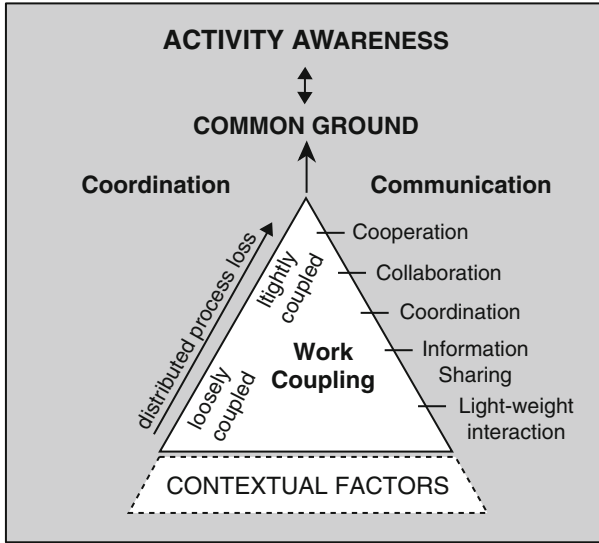 ACTIVITY AWARENESS
COMMON GROUND
Coordination
Communication
distributed process loss
ltightly
coupled
loosely
coupled
Work
Coupling
Cooperation
Collaboration
Coordination
Information
Sharing
Light-weight
interaction
CONTEXTUAL FACTORS